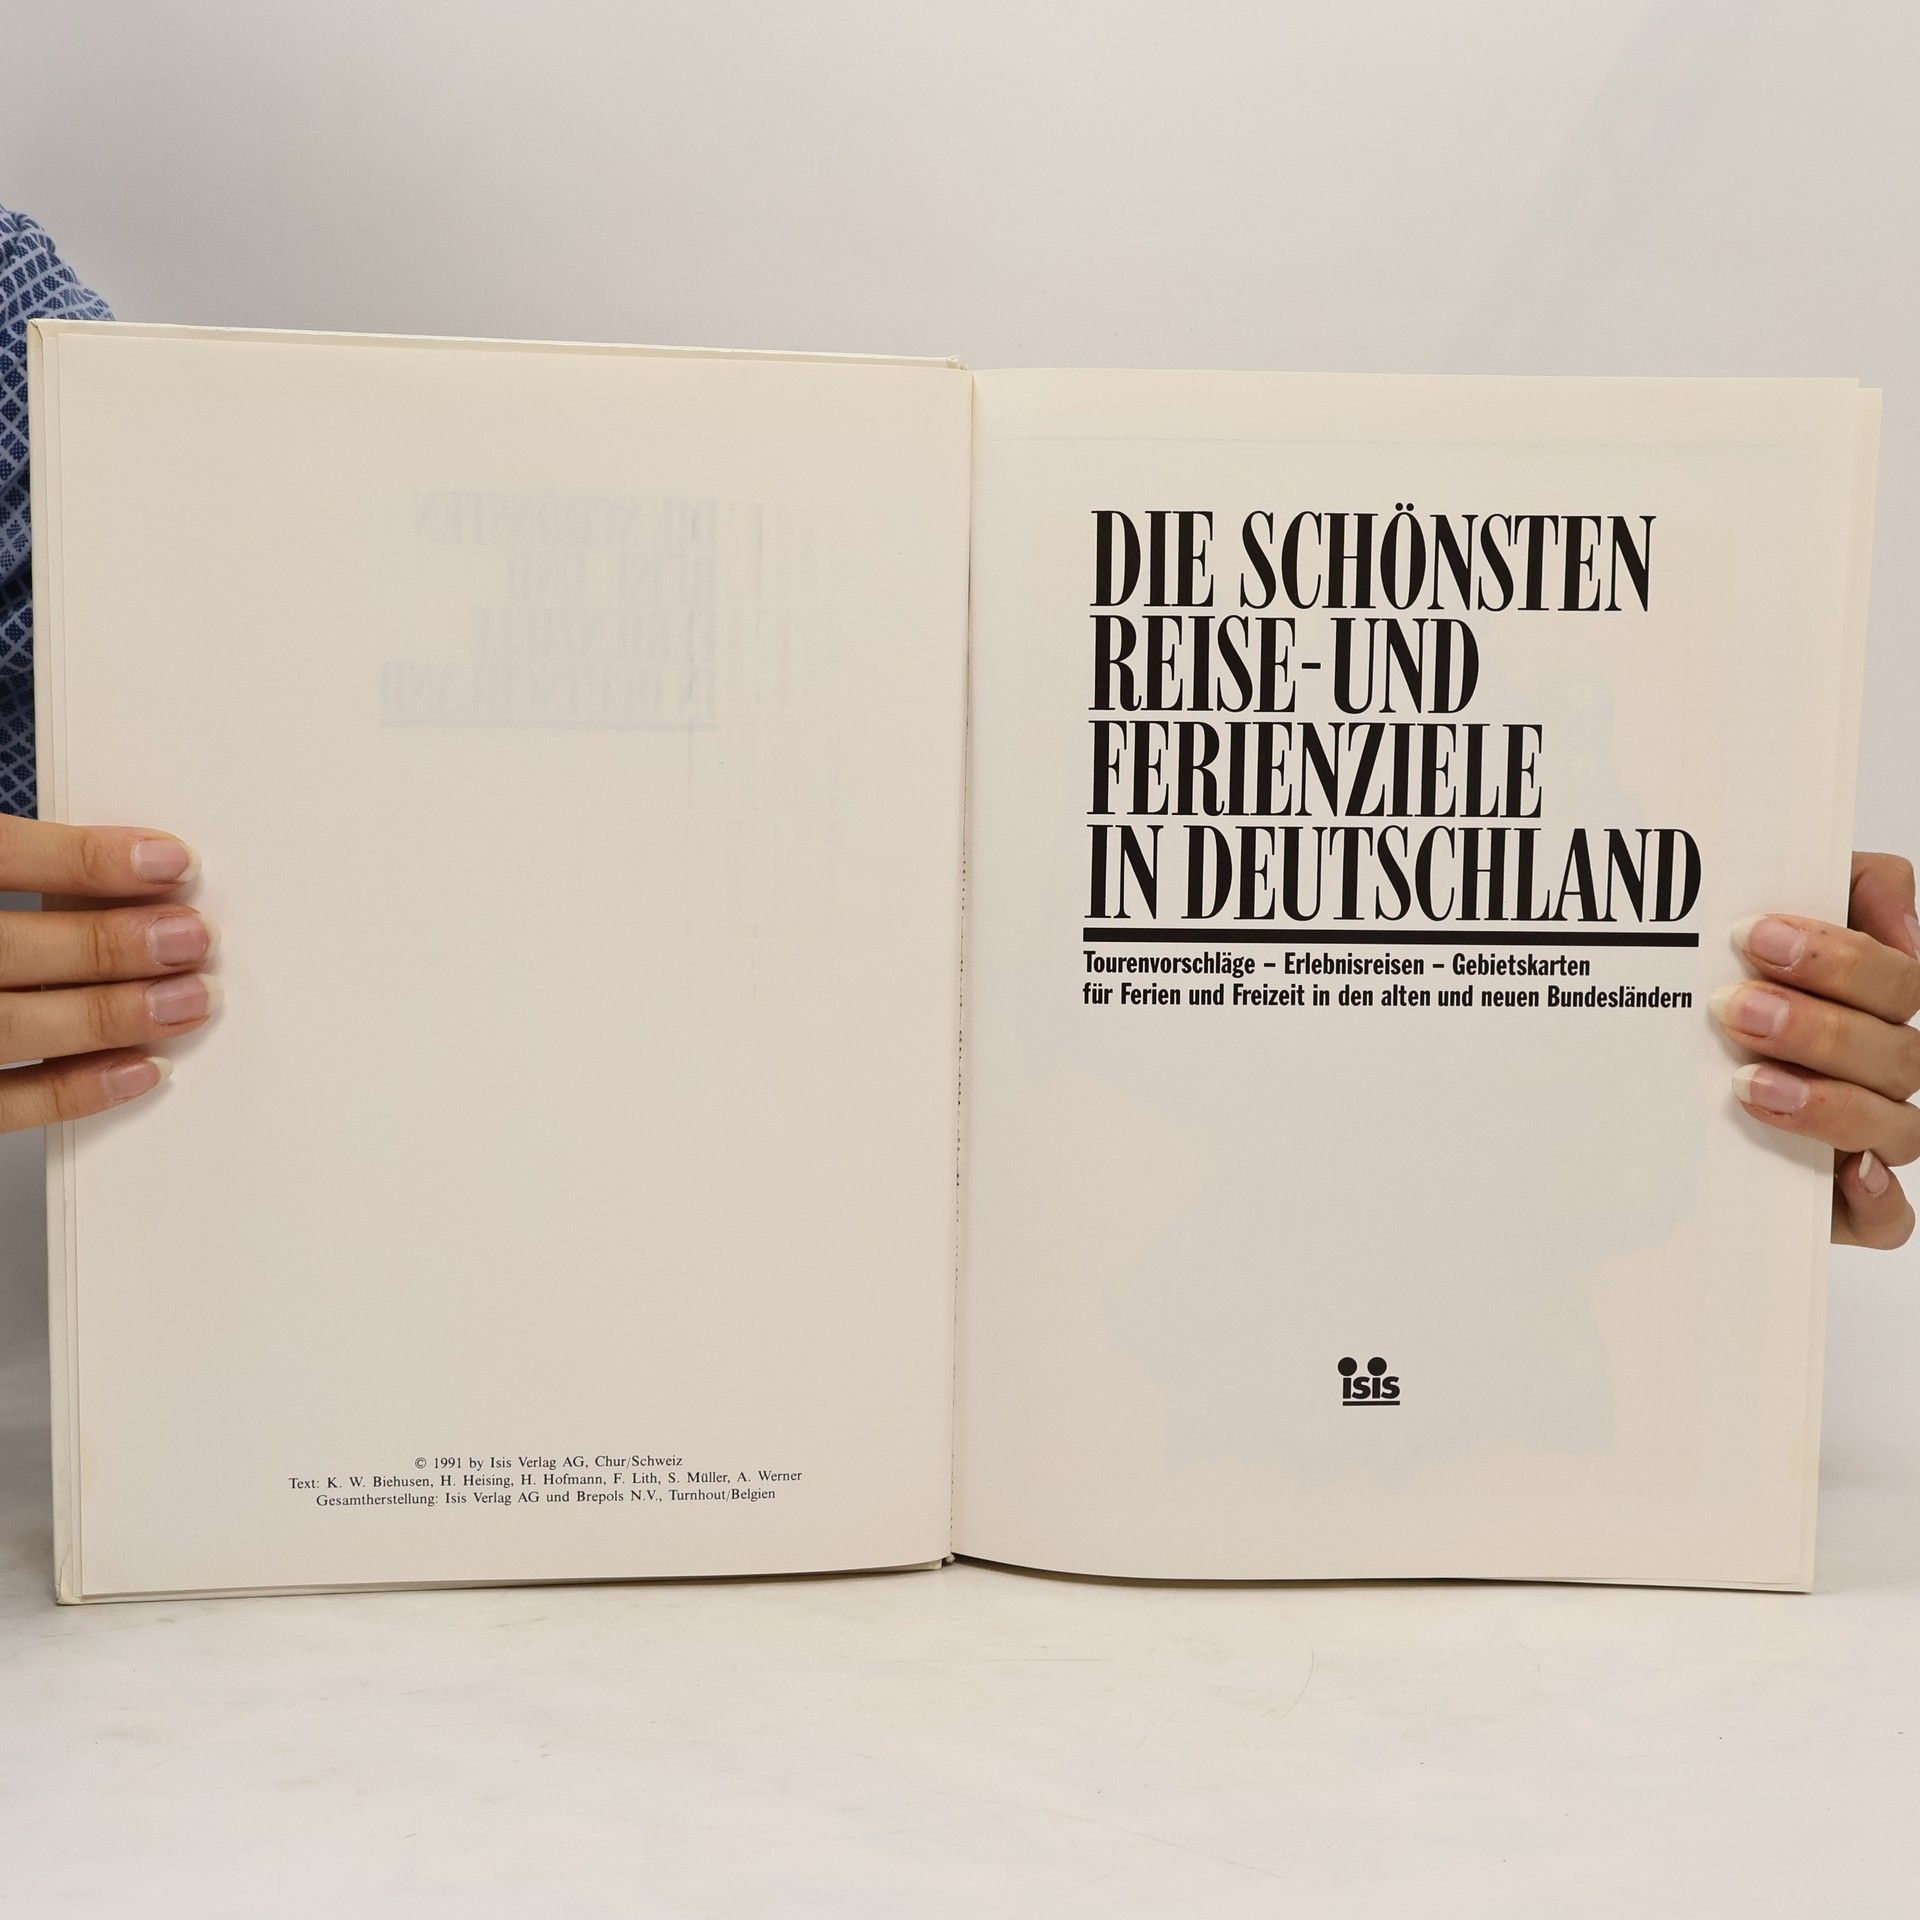 © 1991 by Isis Verlag AG, Chur/Schweiz
Text: K. W. Biehusen, H. Heising, H. Hofmann, F. Lith, S. Müller, A. Werner
Gesamtherstellung: Isis Verlag AG und Brepols N.V., Turnhout/Belgien
DIE SCHÖNSTEN
REISE-UND
FERIENZIELE
IN DEUTSCHLAND
Tourenvorschläge – Erlebnisreisen – Gebietskarten
für Ferien und Freizeit in den alten und neuen Bundesländern
isis